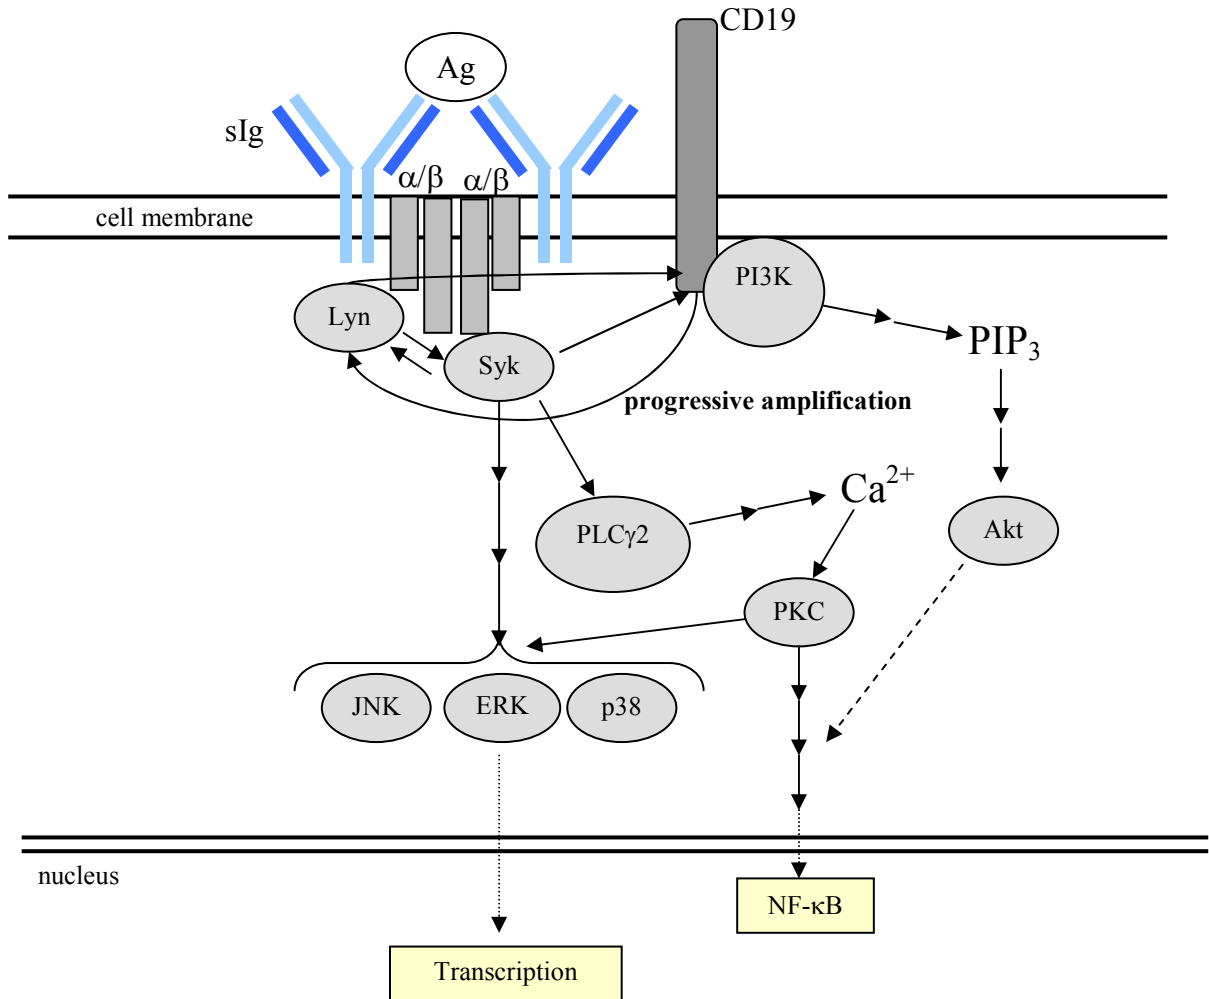 CD19
Ag
sIg
α/β
α/β
cell membrane
PI3K
Lyn
PIP₃
Syk
progressive amplification
Ca²⁺
PLCγ2
Akt
PKC
JNK
ERK
p38
nucleus
NF-κB
Transcription